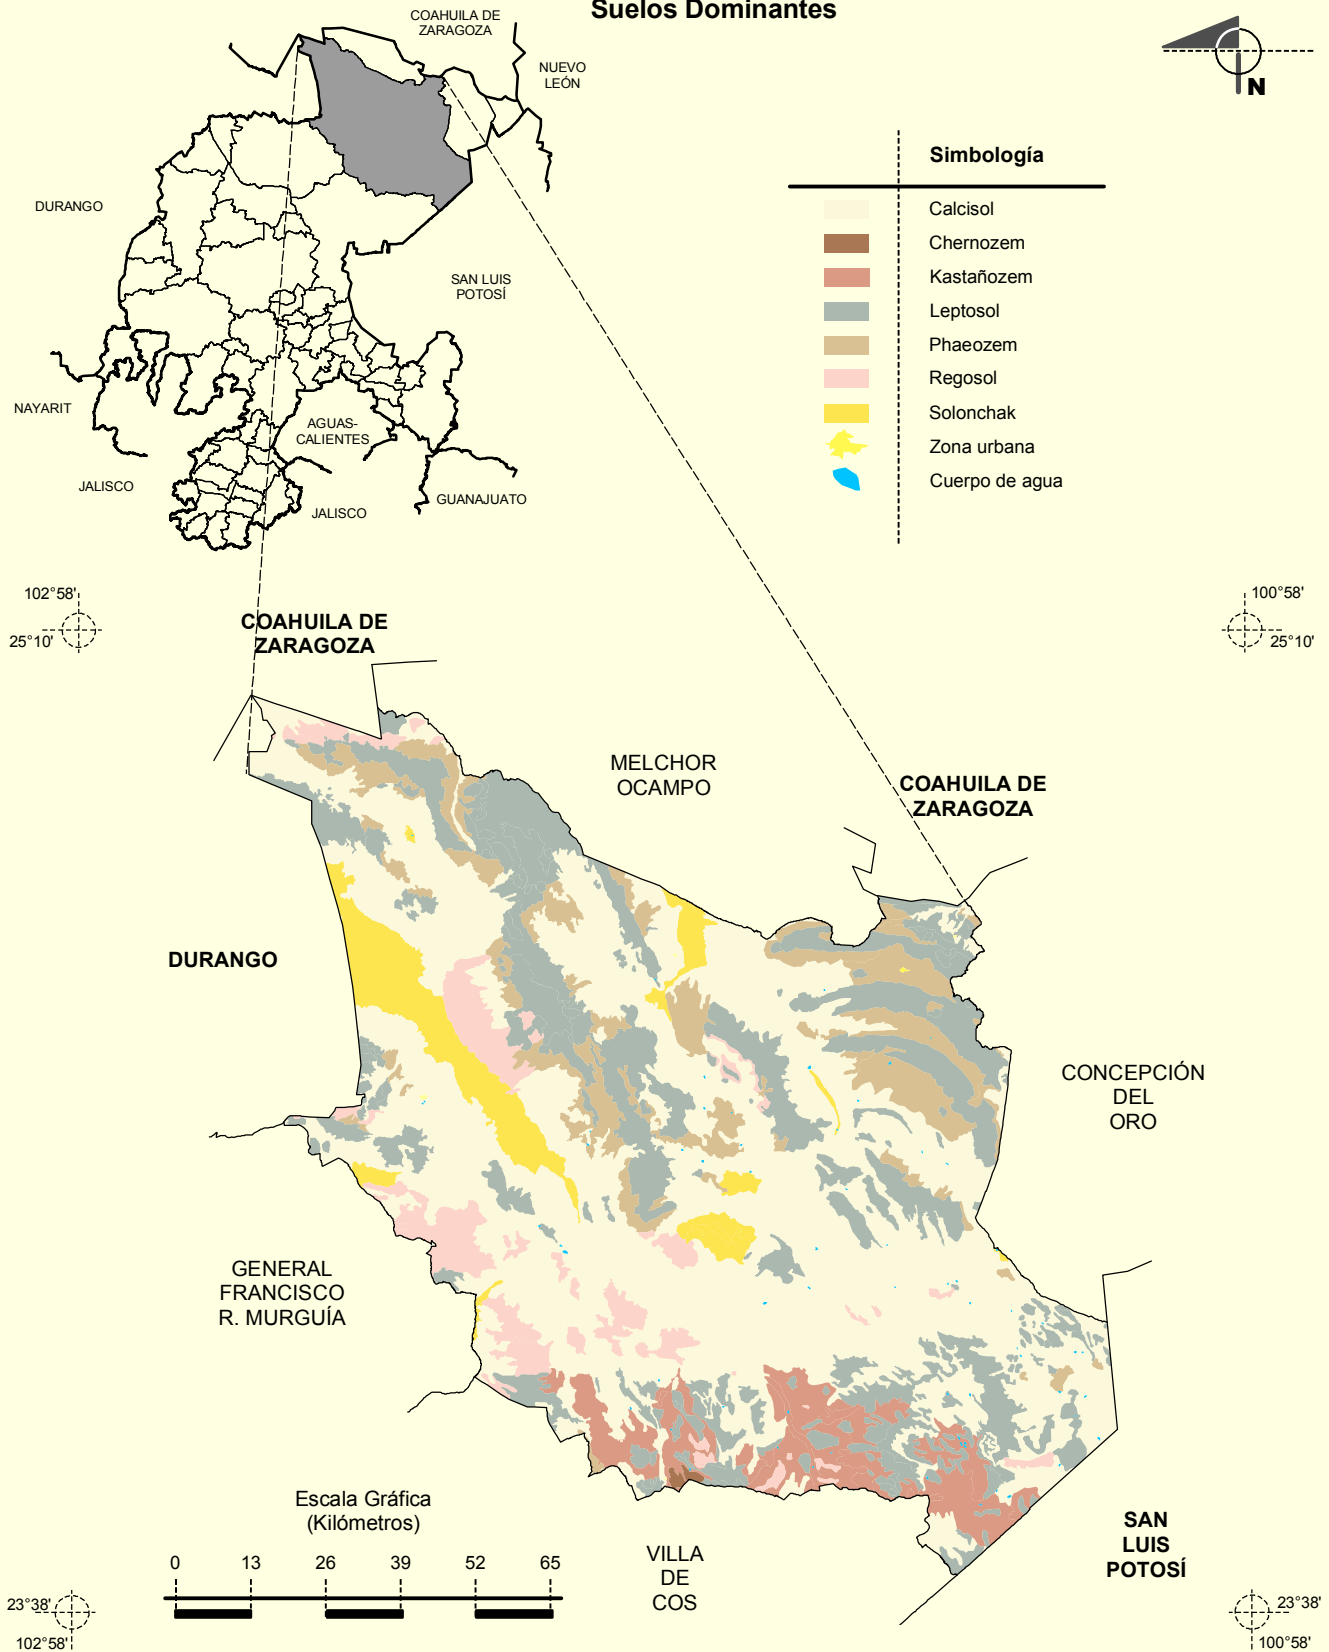 Suelos Dominantes
COAHUILA DE
ZARAGOZA
NUEVO
LEÓN
DURANGO
SAN LUIS
POTOSÍ
NAYARIT
AGUAS-
CALIENTES
JALISCO
JALISCO
GUANAJUATO
N
Simbología
Calcisol
Chernozem
Kastañozem
Leptosol
Phaeozem
Regosol
Solonchak
Zona urbana
Cuerpo de agua
102°58'
25°10'
100°58'
25°10'
COAHUILA DE
ZARAGOZA
MELCHOR
OCAMPO
COAHUILA DE
ZARAGOZA
DURANGO
CONCEPCIÓN
DEL
ORO
GENERAL
FRANCISCO
R. MURGUÍA
SAN
LUIS
POTOSÍ
VILLA
DE
COS
Escala Gráfica
(Kilómetros)
0 13 26 39 52 65
23°38'
102°58'
23°38'
100°58'